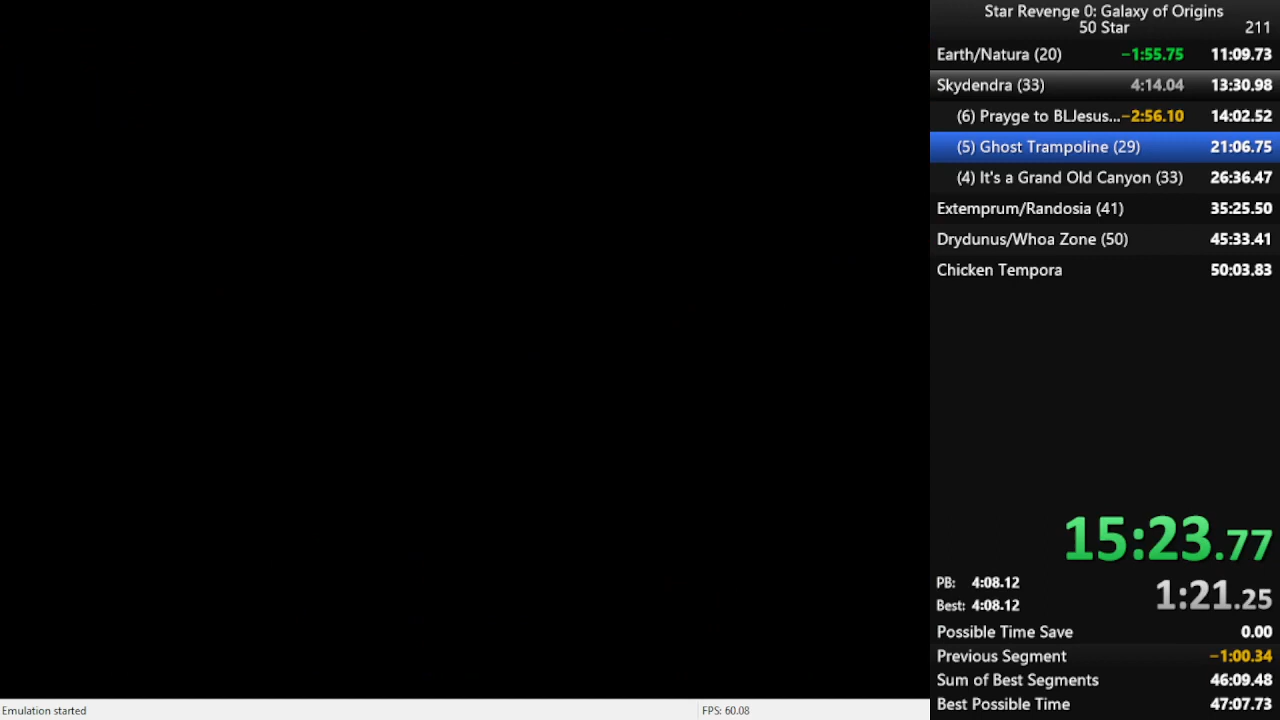 Star Revenge 0: Galaxy of Origins
50 Star 211
Earth/Natura (20) −1:55.75 11:09.73
Skydendra (33) 4:14.04 13:30.98
(6) Prayge to BLJesus... −2:56.10 14:02.52
(5) Ghost Trampoline (29) 21:06.75
(4) It's a Grand Old Canyon (33) 26:36.47
Extemprum/Randosia (41) 35:25.50
Drydunus/Whoa Zone (50) 45:33.41
Chicken Tempora 50:03.83
15:23.77
PB: 4:08.12
Best: 4:08.12
1:21.25
Possible Time Save 0.00
Previous Segment −1:00.34
Sum of Best Segments 46:09.48
Best Possible Time 47:07.73
Emulation started FPS: 60.08